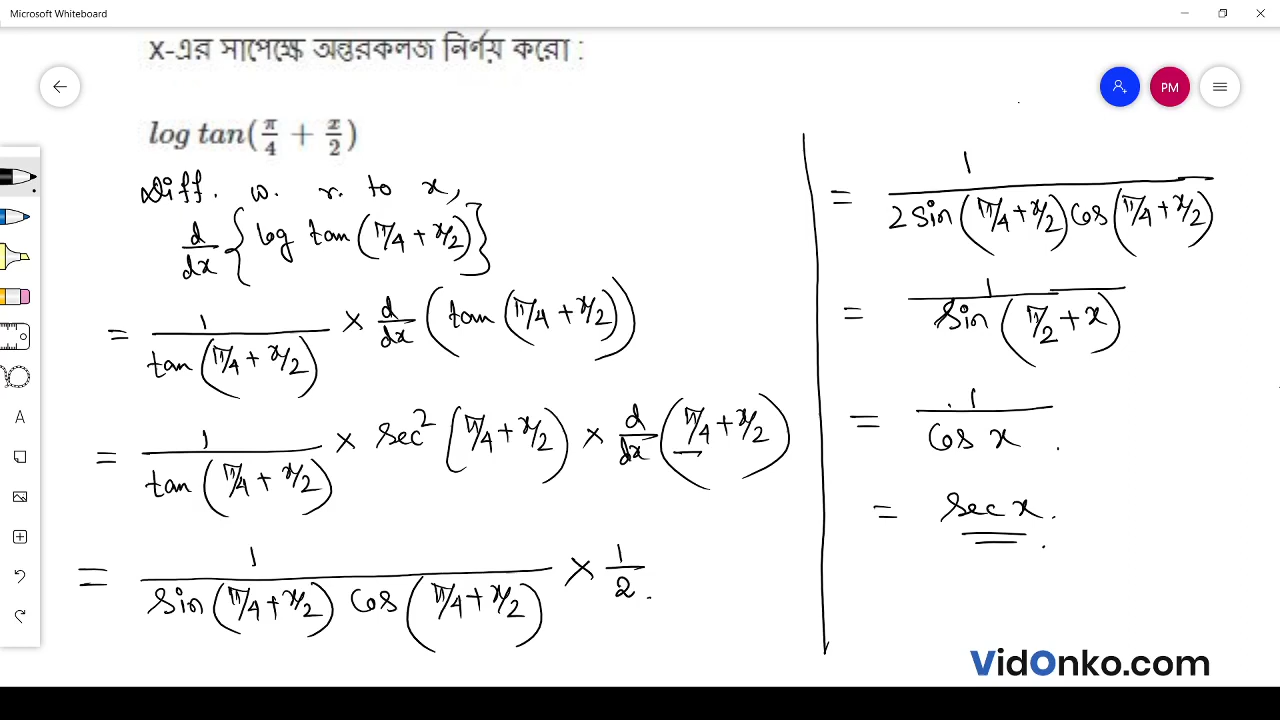 Microsoft Whiteboard
x-এর সাপেক্ষে অন্তরকলজ নির্ণয় করো :
PM
log tan(π/4 + x/2)
Diff. w. r. to x,
d/dx {log tan (π/4 + x/2)}
= 1/tan(π/4 + x/2) × d/dx (tan (π/4 + x/2))
= 1/tan(π/4 + x/2) × sec² (π/4 + x/2) × d/dx (π/4 + x/2)
= 1/sin(π/4 + x/2) cos(π/4 + x/2) × 1/2.
= 1/2 sin(π/4 + x/2) cos(π/4 + x/2)
= 1/sin(π/2 + x)
= 1/cos x.
= sec x.
A
VidOnko.com